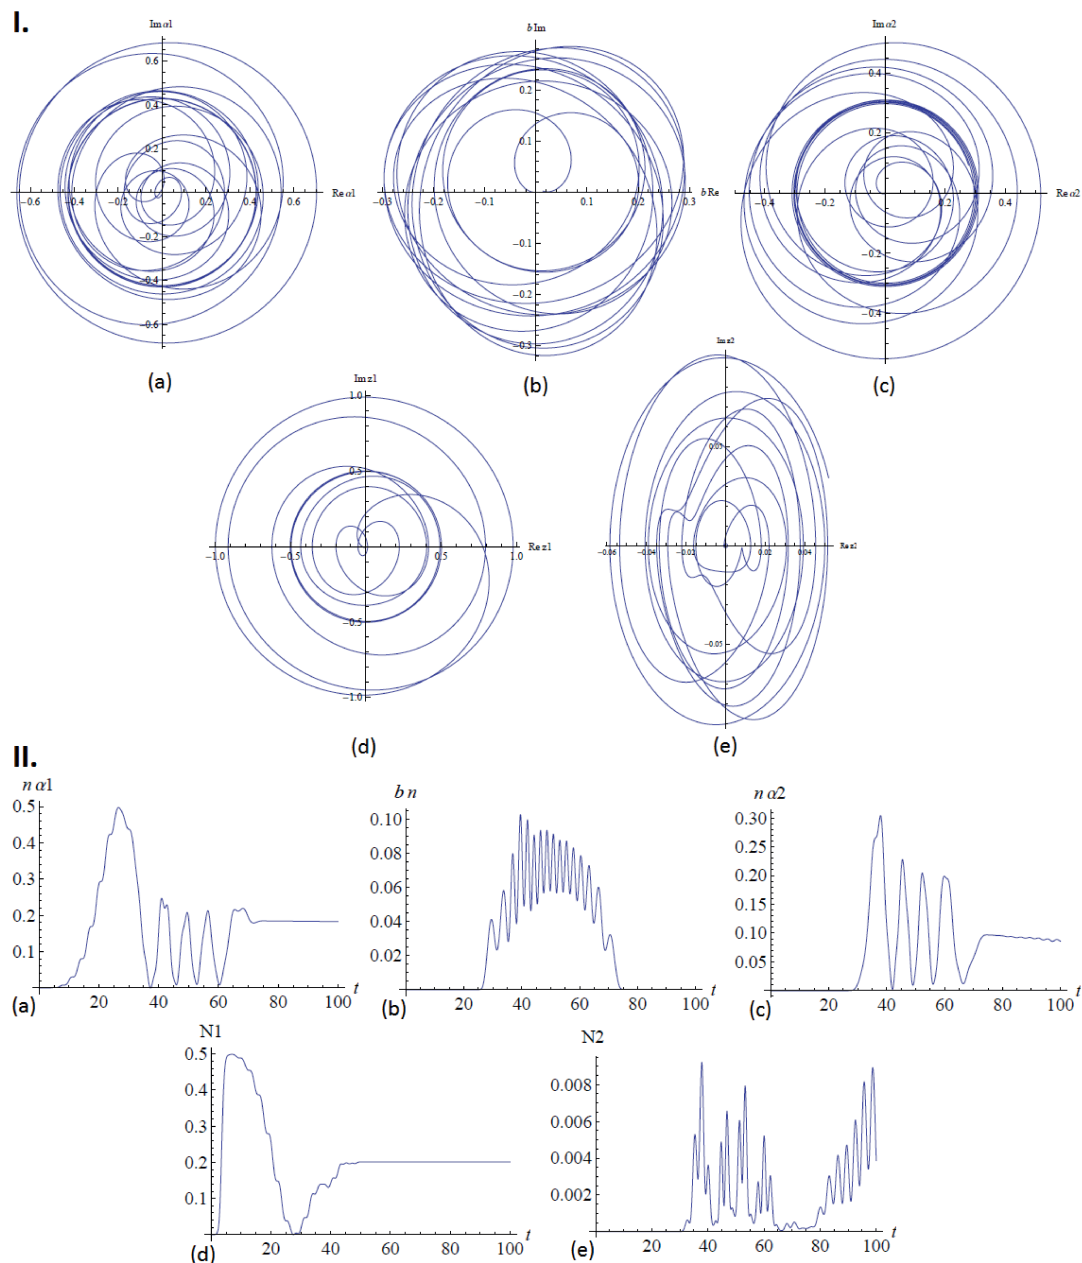 I.
Im α1
0.6
0.4
0.2
−0.6 −0.4 −0.2 0.2 0.4 0.6 Re α1
−0.2
−0.4
−0.6
(a)
b Im
0.2
0.1
−0.3 −0.2 −0.1 0.1 0.2 0.3 b Re
−0.1
−0.2
−0.3
(b)
Im α2
0.4
0.2
−0.4 −0.2 0.2 0.4 Re α2
−0.2
−0.4
(c)
Im z1
1.0
0.5
−1.0 −0.5 0.5 1.0 Re z1
−0.5
−1.0
(d)
Im z2
0.05
−0.06 −0.04 −0.02 0.02 0.04 Re z2
−0.05
(e)
II.
n α1
0.5
0.4
0.3
0.2
0.1
20 40 60 80 100 t
(a)
b n
0.10
0.08
0.06
0.04
0.02
20 40 60 80 100 t
(b)
n α2
0.30
0.25
0.20
0.15
0.10
0.05
20 40 60 80 100 t
(c)
N1
0.5
0.4
0.3
0.2
0.1
20 40 60 80 100 t
(d)
N2
0.008
0.006
0.004
0.002
20 40 60 80 100 t
(e)